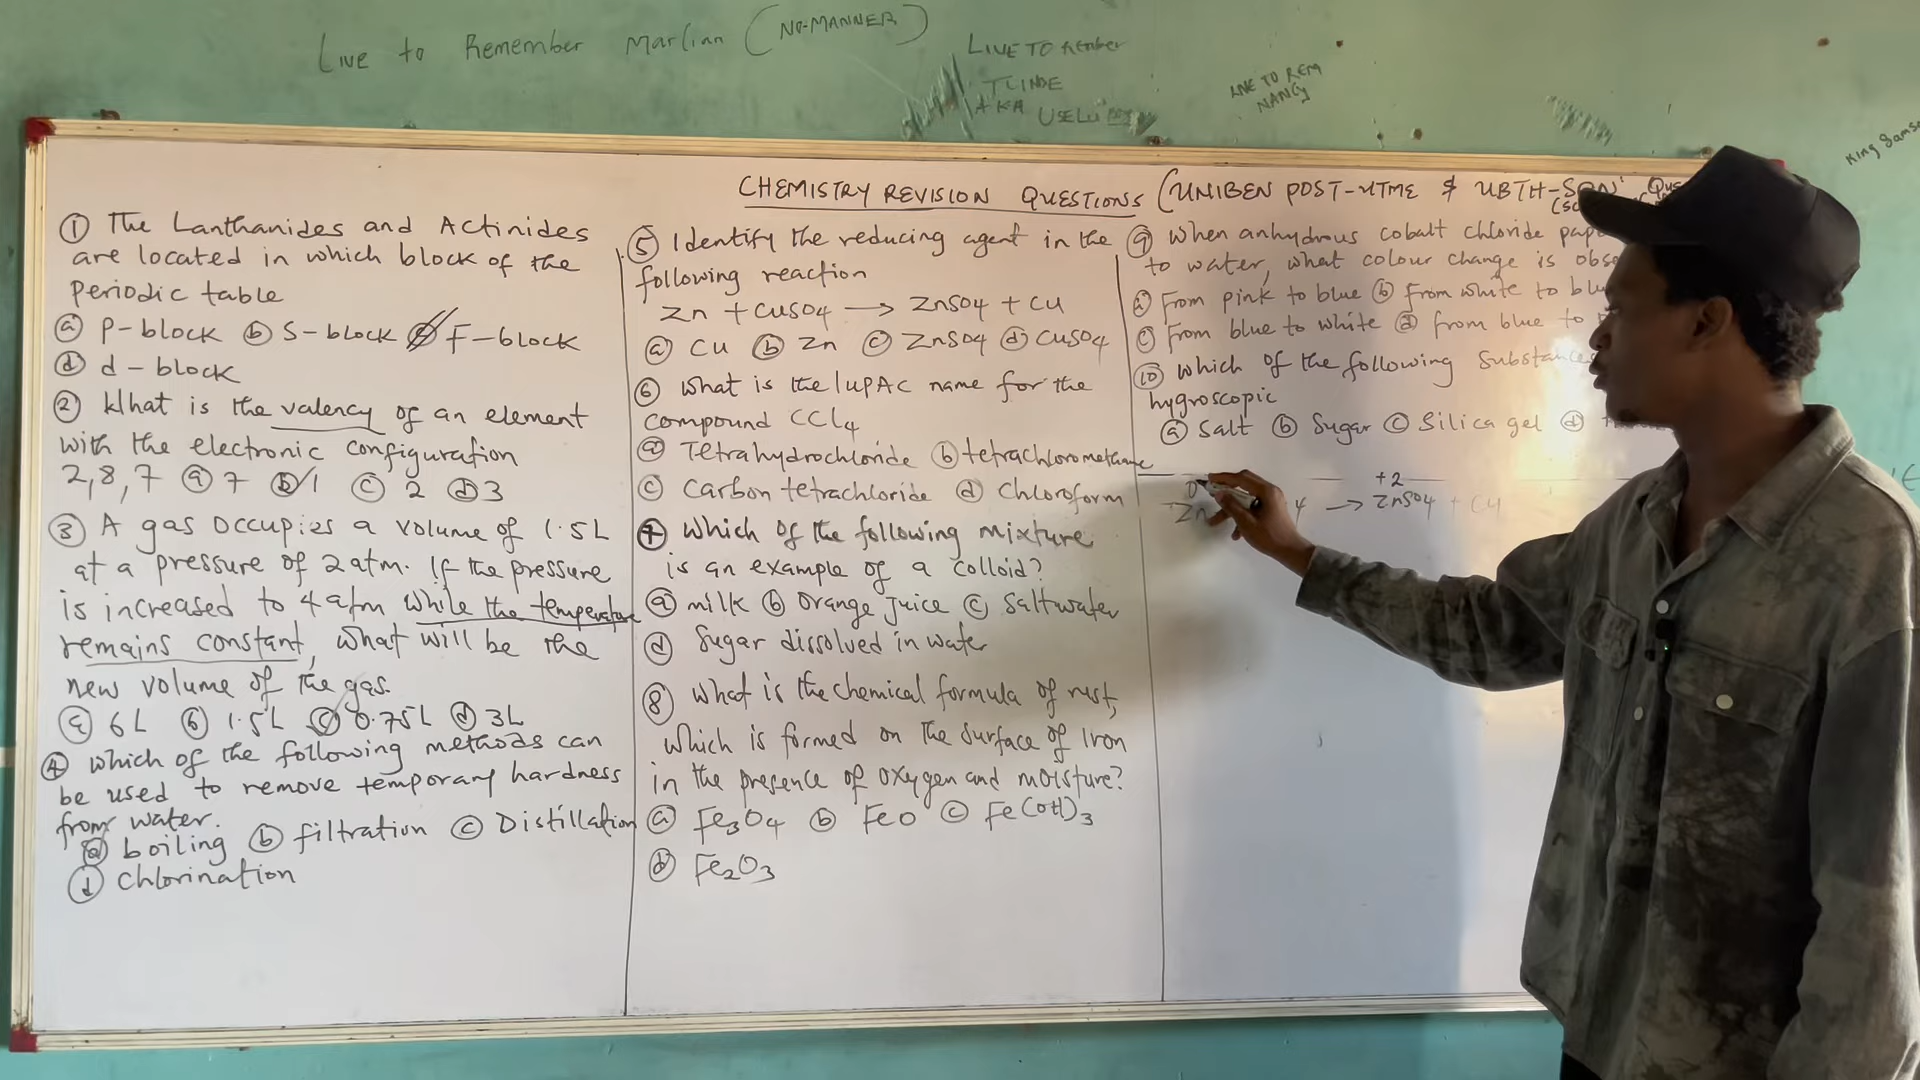 Live to Remember Marlian (NO-MANNER)
LIVE TO Rember
TLINDE
AKA USELU
LIVE TO REM
NANCY
King Samso
CHEMISTRY REVISION QUESTIONS (UNIBEN POST-UTME & UBTH-SON
① The Lanthanides and Actinides
are located in which block of the
periodic table
ⓐ P-block ⓑ S-block ⓒ F-block
ⓓ d-block
② What is the valency of an element
with the electronic configuration
2,8,7 ⓐ 7 ⓑ 1 ⓒ 2 ⓓ 3
③ A gas occupies a volume of 1.5L
at a pressure of 2atm. If the pressure
is increased to 4atm while the temperature
remains constant, what will be the
new volume of the gas.
ⓐ 6L ⓑ 1.5L ⓒ 0.75L ⓓ 3L
④ which of the following methods can
be used to remove temporary hardness
from water.
ⓐ boiling ⓑ filtration ⓒ Distillation
ⓓ Chlorination
⑤ Identify the reducing agent in the
following reaction
Zn + CuSO4 → ZnSO4 + Cu
ⓐ Cu ⓑ Zn ⓒ ZnSO4 ⓓ CuSO4
⑥ what is the IUPAC name for the
compound CCl4
ⓐ Tetrahydrochloride ⓑ tetrachloromethane
ⓒ Carbon tetrachloride ⓓ Chloroform
⑦ which of the following mixture
is an example of a colloid?
ⓐ milk ⓑ orange juice ⓒ Saltwater
ⓓ Sugar dissolved in water
⑧ what is the chemical formula of rust,
which is formed on the surface of Iron
in the presence of oxygen and moisture?
ⓐ Fe3O4 ⓑ FeO ⓒ Fe(OH)3
ⓓ Fe2O3
⑨ when anhydrous cobalt chloride pap
to water, what colour change is obse
ⓐ from pink to blue ⓑ from white to blu
ⓒ from blue to white ⓓ from blue to
⑩ which of the following Substances
hygroscopic
ⓐ Salt ⓑ Sugar ⓒ Silica gel ⓓ
0 +2
Zn 4 → ZnSO4 + Cu